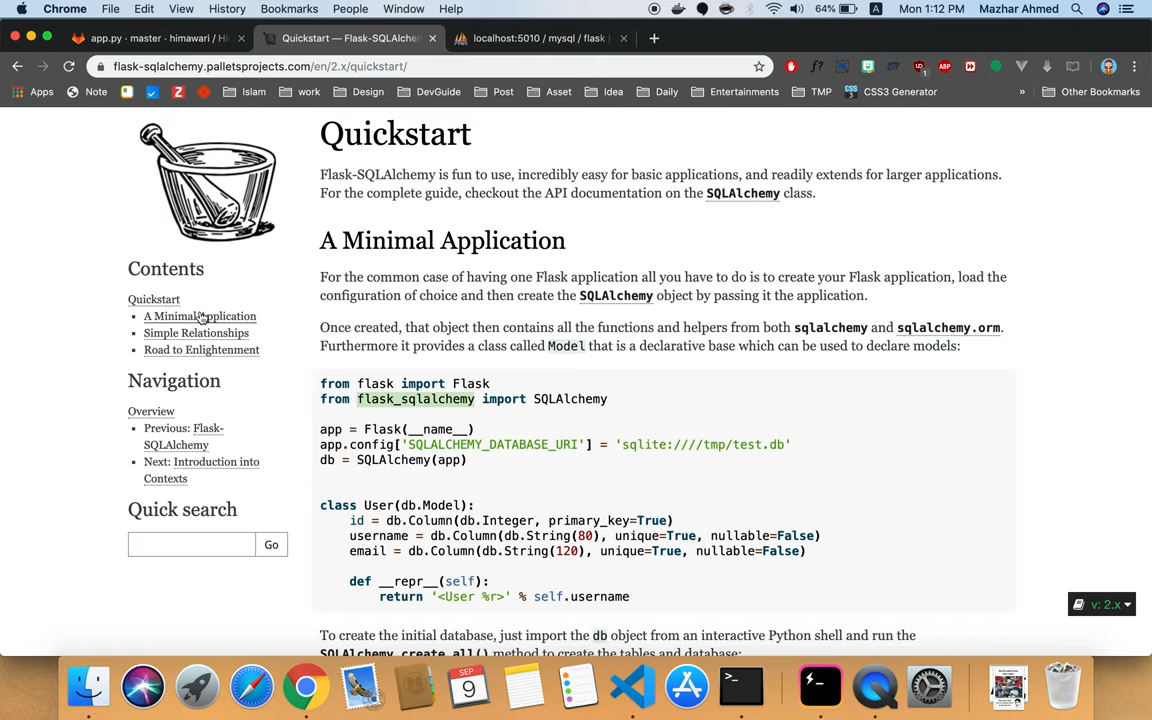 Chrome File Edit View History Bookmarks People Window Help 64% A Mon 1:12 PM Mazhar Ahmed
app.py · master · himawari / Hi Quickstart — Flask-SQLAlchem localhost:5010 / mysql / flask
flask-sqlalchemy.palletsprojects.com/en/2.x/quickstart/
Apps Note Islam work Design DevGuide Post Asset Idea Daily Entertainments TMP CSS3 Generator » Other Bookmarks
Quickstart
Flask-SQLAlchemy is fun to use, incredibly easy for basic applications, and readily extends for larger applications.
For the complete guide, checkout the API documentation on the SQLAlchemy class.
A Minimal Application
For the common case of having one Flask application all you have to do is to create your Flask application, load the
configuration of choice and then create the SQLAlchemy object by passing it the application.
Once created, that object then contains all the functions and helpers from both sqlalchemy and sqlalchemy.orm.
Furthermore it provides a class called Model that is a declarative base which can be used to declare models:
from flask import Flask
from flask_sqlalchemy import SQLAlchemy
app = Flask(__name__)
app.config['SQLALCHEMY_DATABASE_URI'] = 'sqlite:////tmp/test.db'
db = SQLAlchemy(app)
class User(db.Model):
id = db.Column(db.Integer, primary_key=True)
username = db.Column(db.String(80), unique=True, nullable=False)
email = db.Column(db.String(120), unique=True, nullable=False)
def __repr__(self):
return '<User %r>' % self.username
To create the initial database, just import the db object from an interactive Python shell and run the
SQLAlchemy.create_all() method to create the tables and database:
Contents
Quickstart
A Minimal Application
Simple Relationships
Road to Enlightenment
Navigation
Overview
Previous: Flask-
SQLAlchemy
Next: Introduction into
Contexts
Quick search
Go
v: 2.x
SEP
9